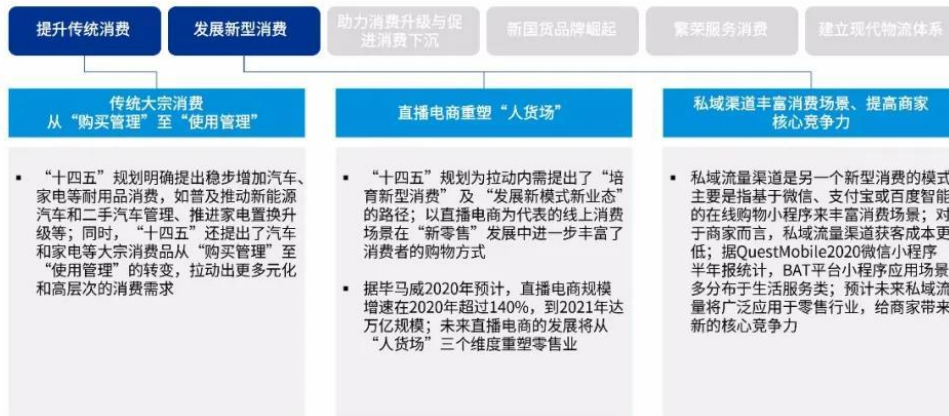 提升传统消费
发展新型消费
助力消费升级与促
进消费下沉
新国货品牌崛起
繁荣服务消费
建立现代物流体系
传统大宗消费
从“购买管理”至“使用管理”
直播电商重塑“人货场”
私域渠道丰富消费场景、提高商家
核心竞争力
▪ “十四五”规划明确提出稳步增加汽车、
家电等耐用品消费，如普及推动新能源
汽车和二手汽车管理、推进家电置换升
级等；同时，“十四五”还提出了汽车
和家电等大宗消费品从“购买管理”至
“使用管理”的转变，拉动出更多元化
和高层次的消费需求
▪ “十四五”规划为拉动内需提出了“培
育新型消费” 及 “发展新模式新业态”
的路径；以直播电商为代表的线上消费
场景在“新零售”发展中进一步丰富了
消费者的购物方式
▪ 据毕马威2020年预计，直播电商规模
增速在2020年超过140%，到2021年达
万亿规模；未来直播电商的发展将从
“人货场”三个维度重塑零售业
▪ 私域流量渠道是另一个新型消费的模式
主要是指基于微信、支付宝或百度智能
的在线购物小程序来丰富消费场景；对
于商家而言，私域流量渠道获客成本更
低；据QuestMobile2020微信小程序
半年报统计，BAT平台小程序应用场景
多分布于生活服务类；预计未来私域流
量将广泛应用于零售行业，给商家带来
新的核心竞争力